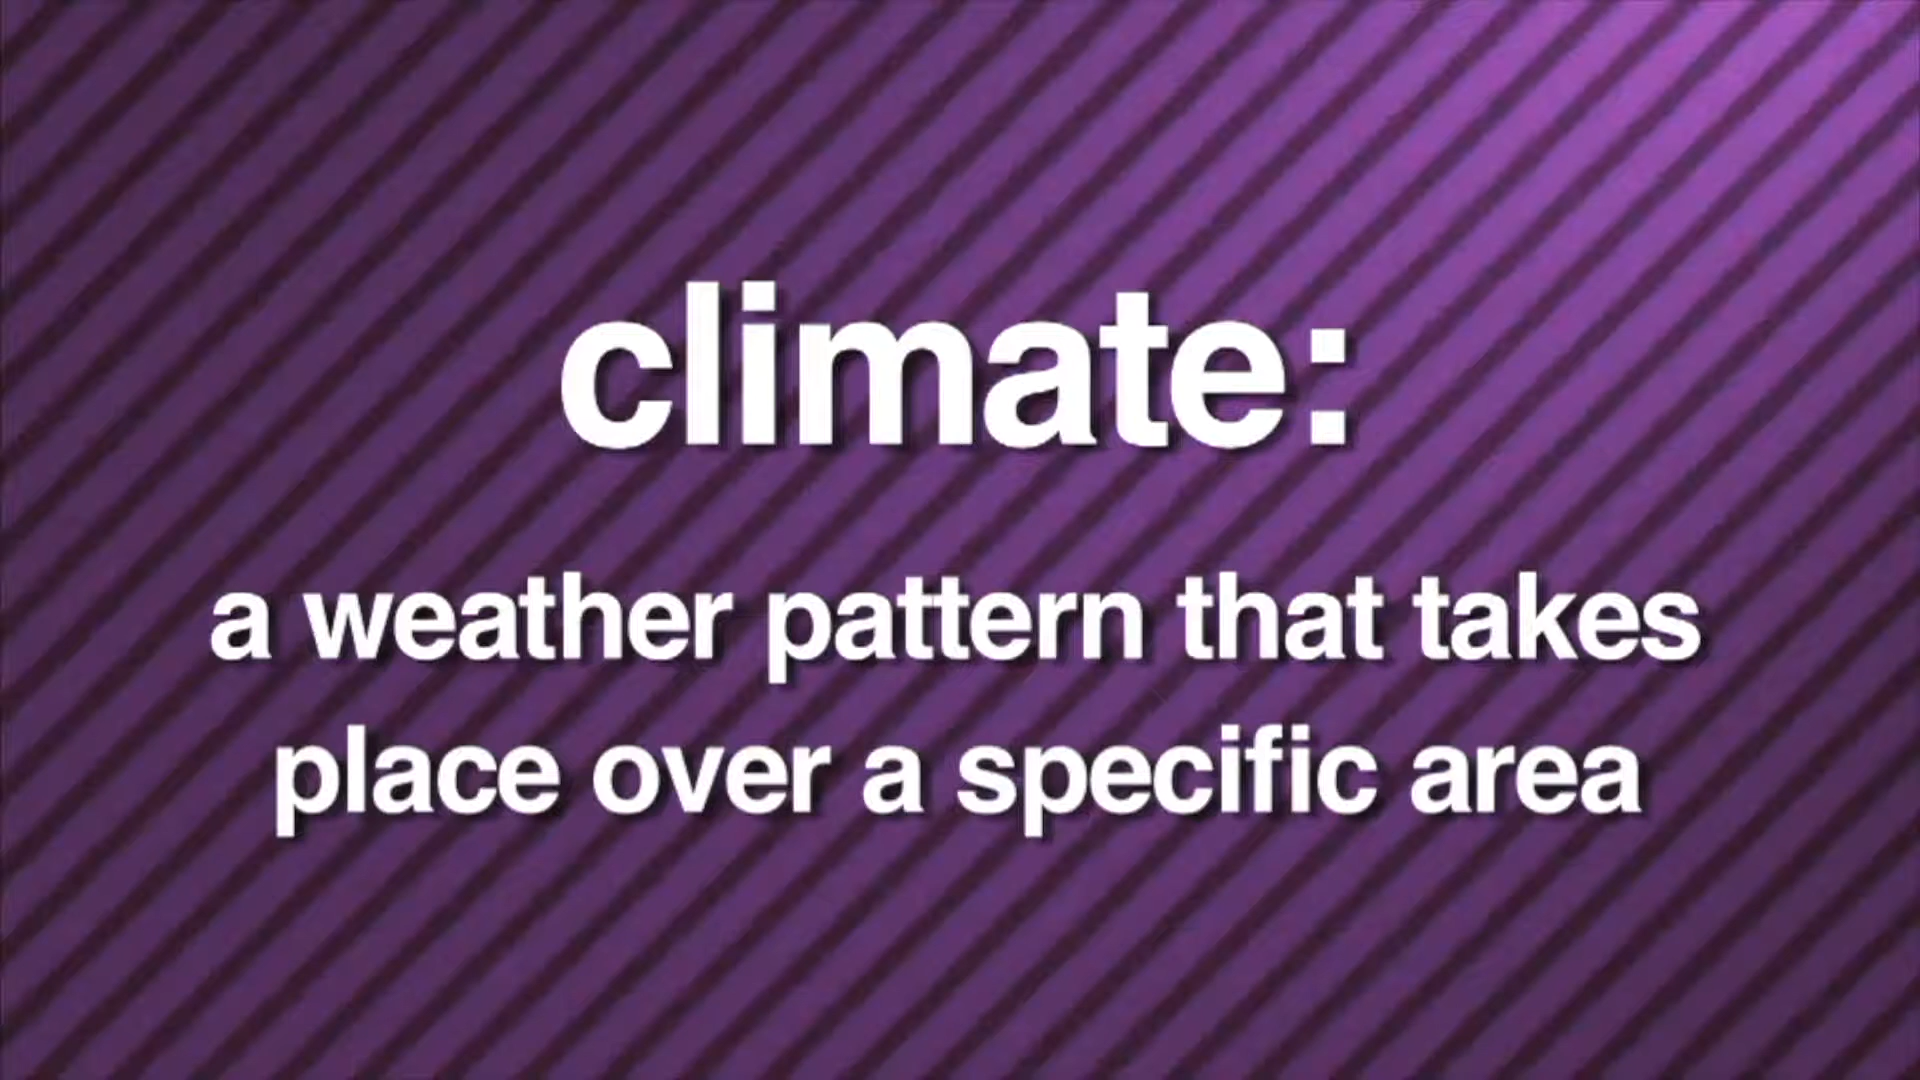 climate:
a weather pattern that takes
place over a specific area